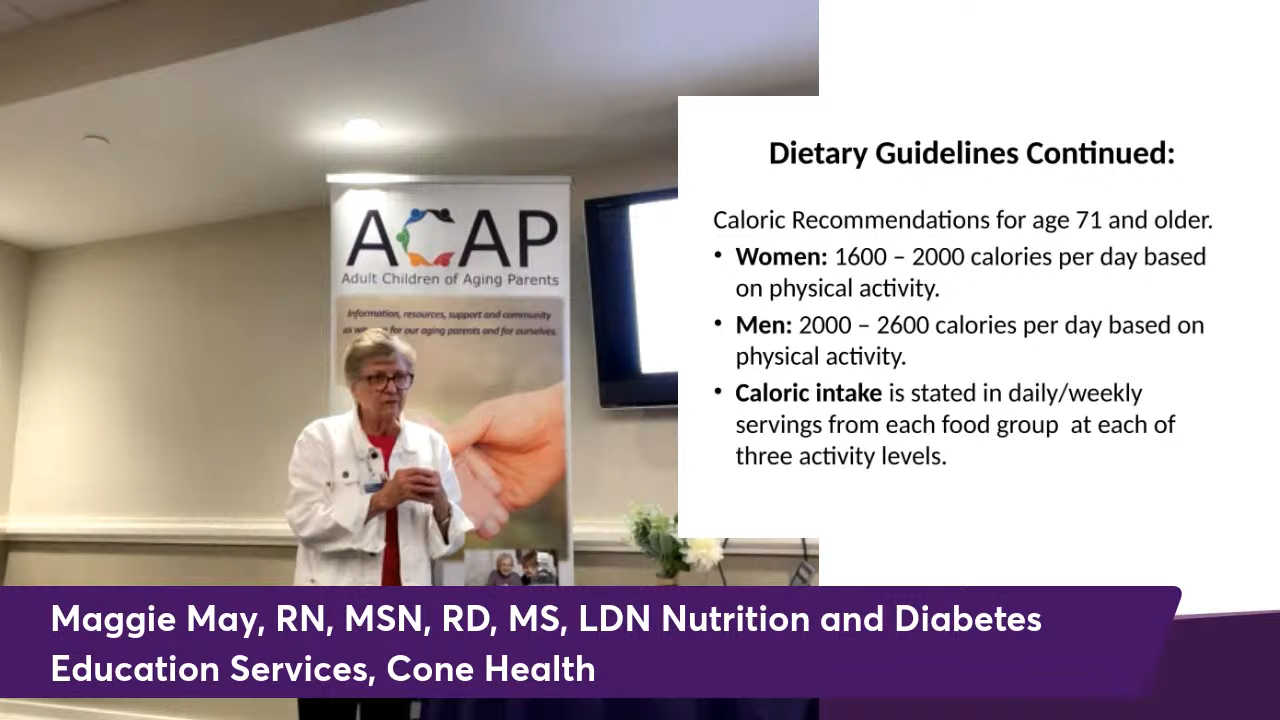 ACAP
Adult Children of Aging Parents
Information, resources, support and community
as we for our aging parents and for ourselves.
Dietary Guidelines Continued:
Caloric Recommendations for age 71 and older.
• Women: 1600 – 2000 calories per day based
on physical activity.
• Men: 2000 – 2600 calories per day based on
physical activity.
• Caloric intake is stated in daily/weekly
servings from each food group at each of
three activity levels.
Maggie May, RN, MSN, RD, MS, LDN Nutrition and Diabetes
Education Services, Cone Health